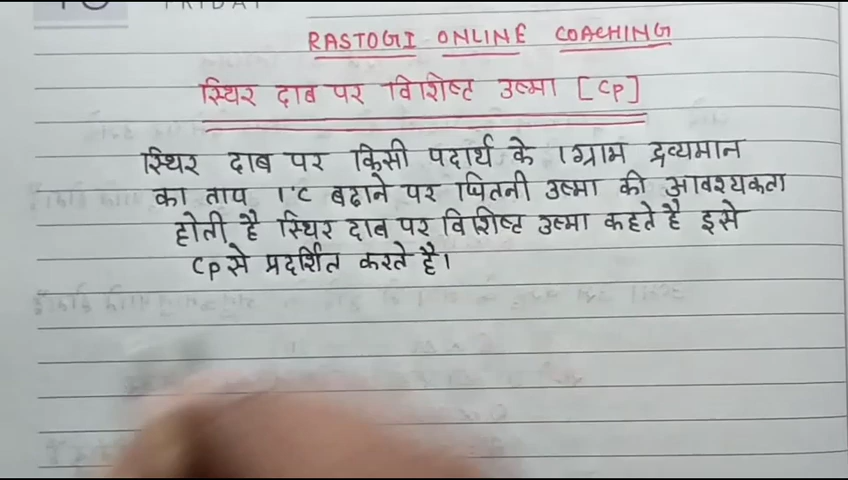 FRIDAY
RASTOGI ONLINE COACHING
स्थिर दाब पर विशिष्ट उष्मा [Cp]
स्थिर दाब पर किसी पदार्थ के 1ग्राम द्रव्यमान
का ताप 1°C बढ़ाने पर जितनी उष्मा की आवश्यकता
होती है स्थिर दाब पर विशिष्ट उष्मा कहते है इसे
Cp से प्रदर्शित करते है।